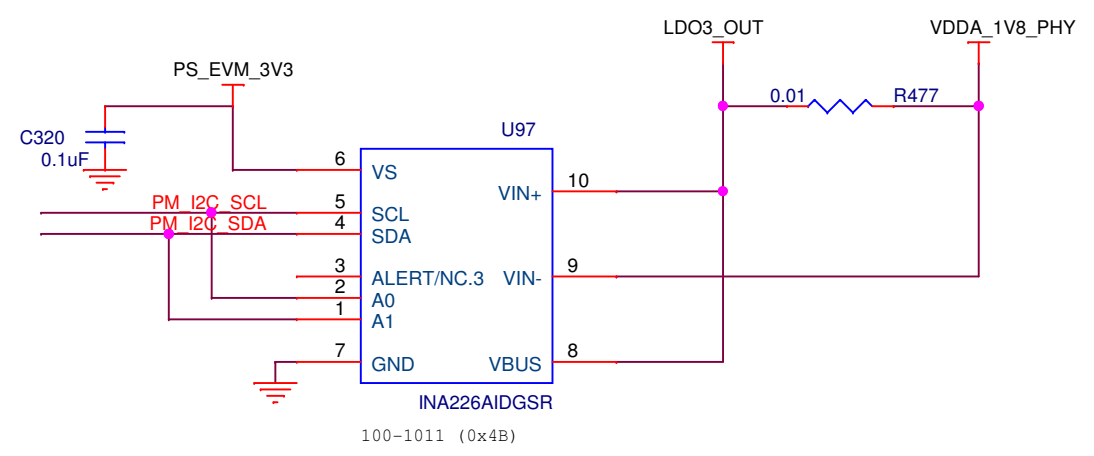 LDO3_OUT
VDDA_1V8_PHY
PS_EVM_3V3
0.01
R477
C320
0.1uF
U97
6
VS
10
VIN+
PM_I2C_SCL
5
SCL
PM_I2C_SDA
4
SDA
3
ALERT/NC.3
VIN-
9
2
A0
1
A1
7
GND
VBUS
8
INA226AIDGSR
100-1011 (0x4B)